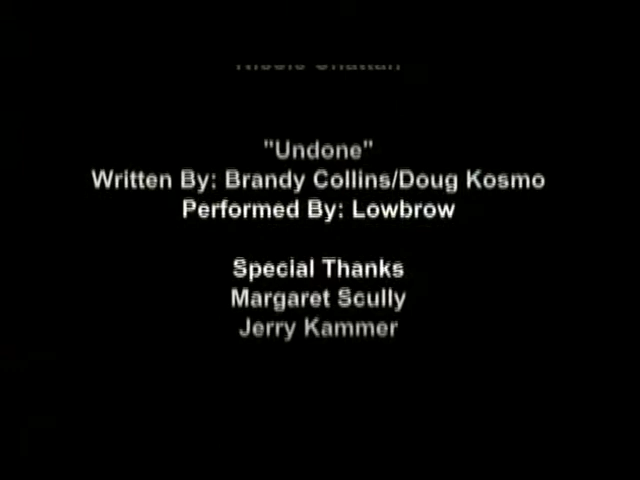 "Undone"
Written By: Brandy Collins/Doug Kosmo
Performed By: Lowbrow
Special Thanks
Margaret Scully
Jerry Kammer